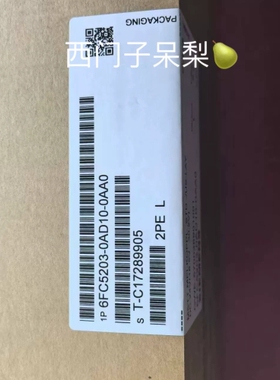 PACKAGING
西门子呆梨
1P 6FC5203-0AD10-0AA0
S T-C17289905
2PE L